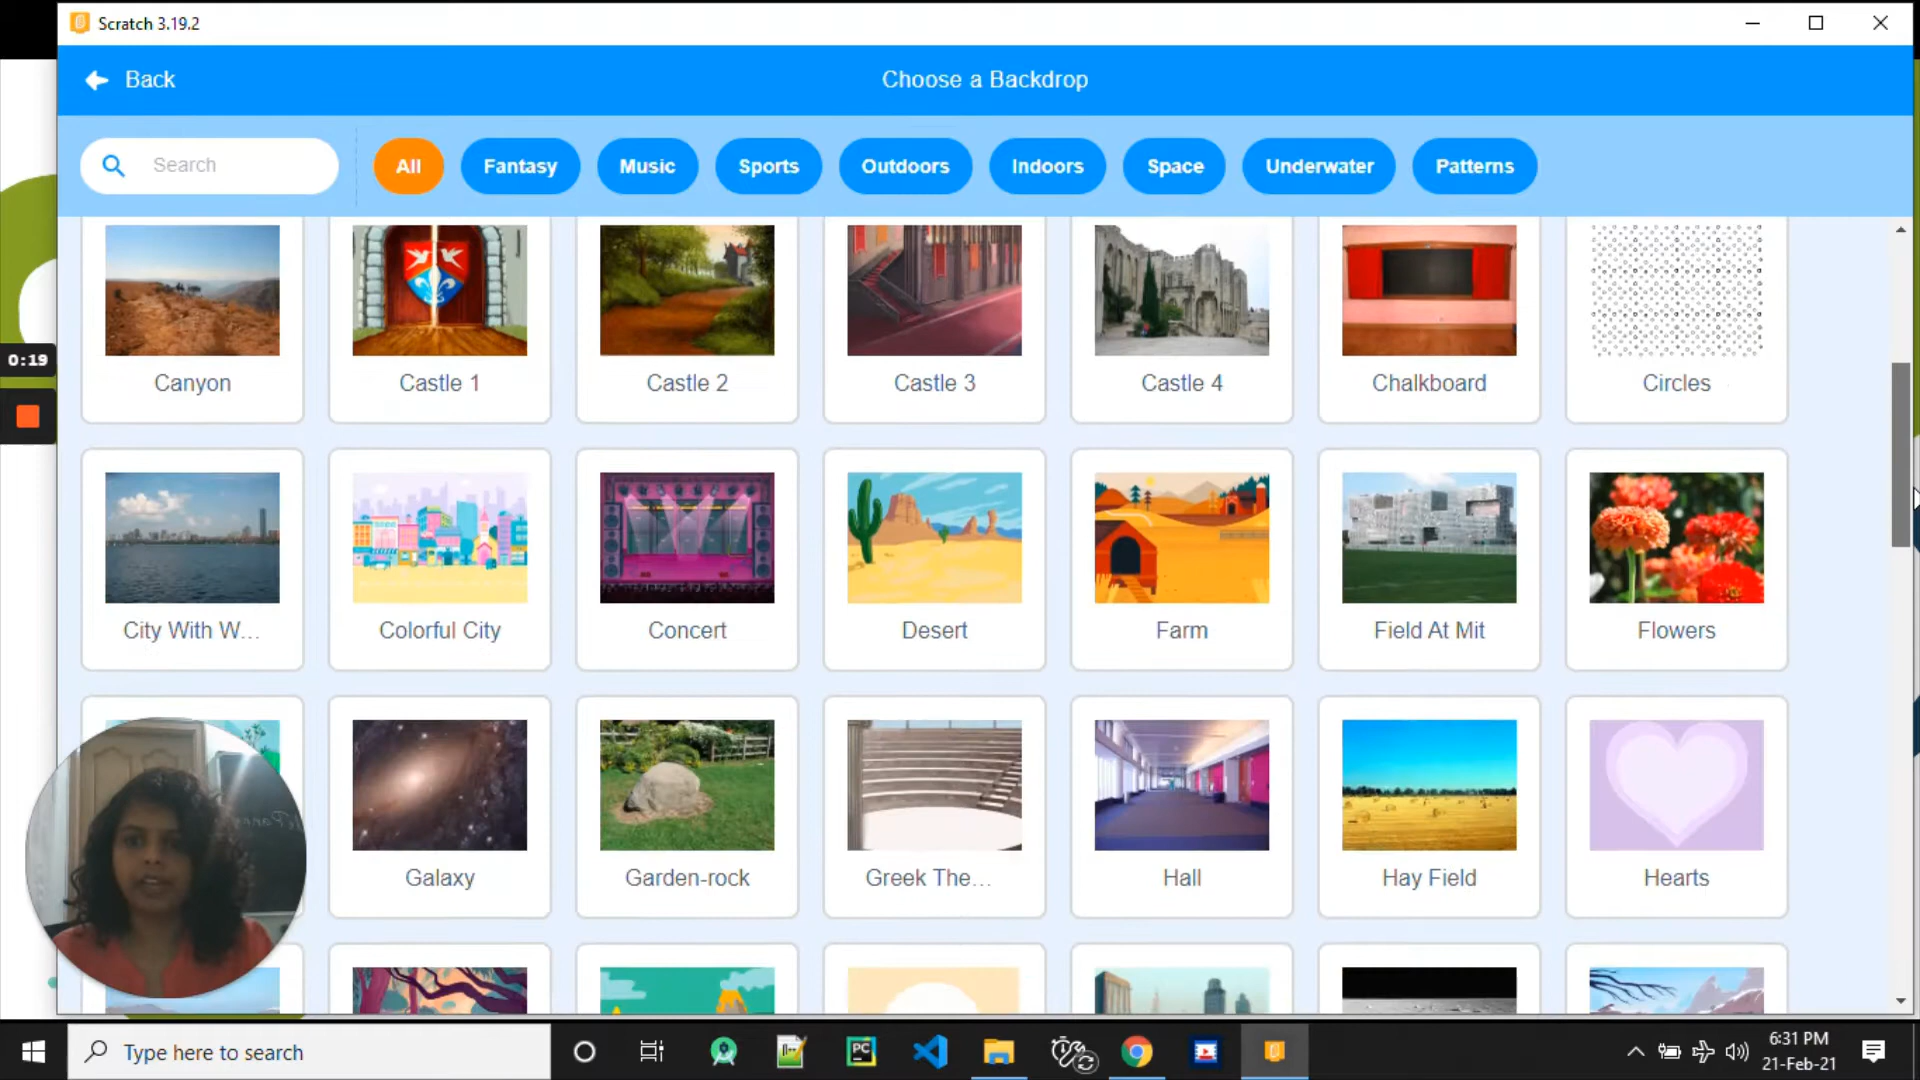 Scratch 3.19.2
Back
Choose a Backdrop
Search
All
Fantasy
Music
Sports
Outdoors
Indoors
Space
Underwater
Patterns
0:19
Canyon
Castle 1
Castle 2
Castle 3
Castle 4
Chalkboard
Circles
City With W...
Colorful City
Concert
Desert
Farm
Field At Mit
Flowers
Galaxy
Garden-rock
Greek The...
Hall
Hay Field
Hearts
Type here to search
PC
6:31 PM
21-Feb-21